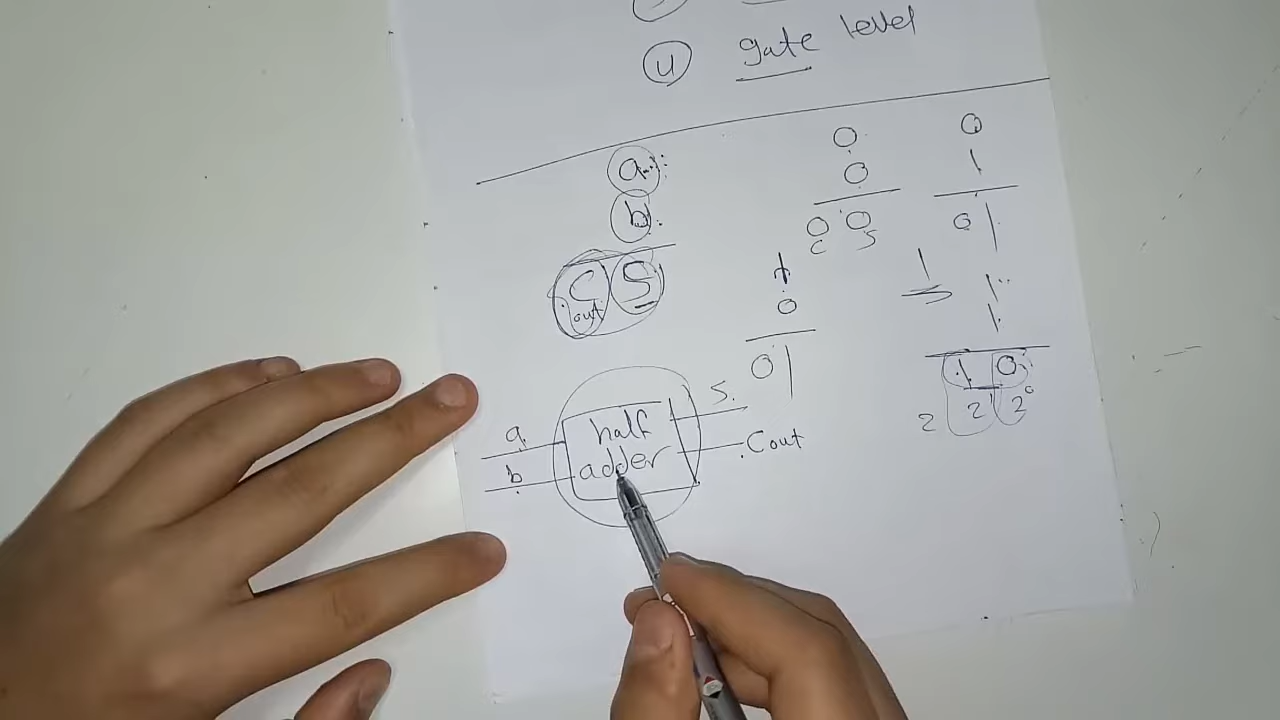 4 gate level
a
b
C out S
0
0
0 0
C S
0
1
0 1
1
0
0 1
1 ⇒ 1
1
1 0
2 2¹ 2⁰
a
b
half
adder
S
Cout